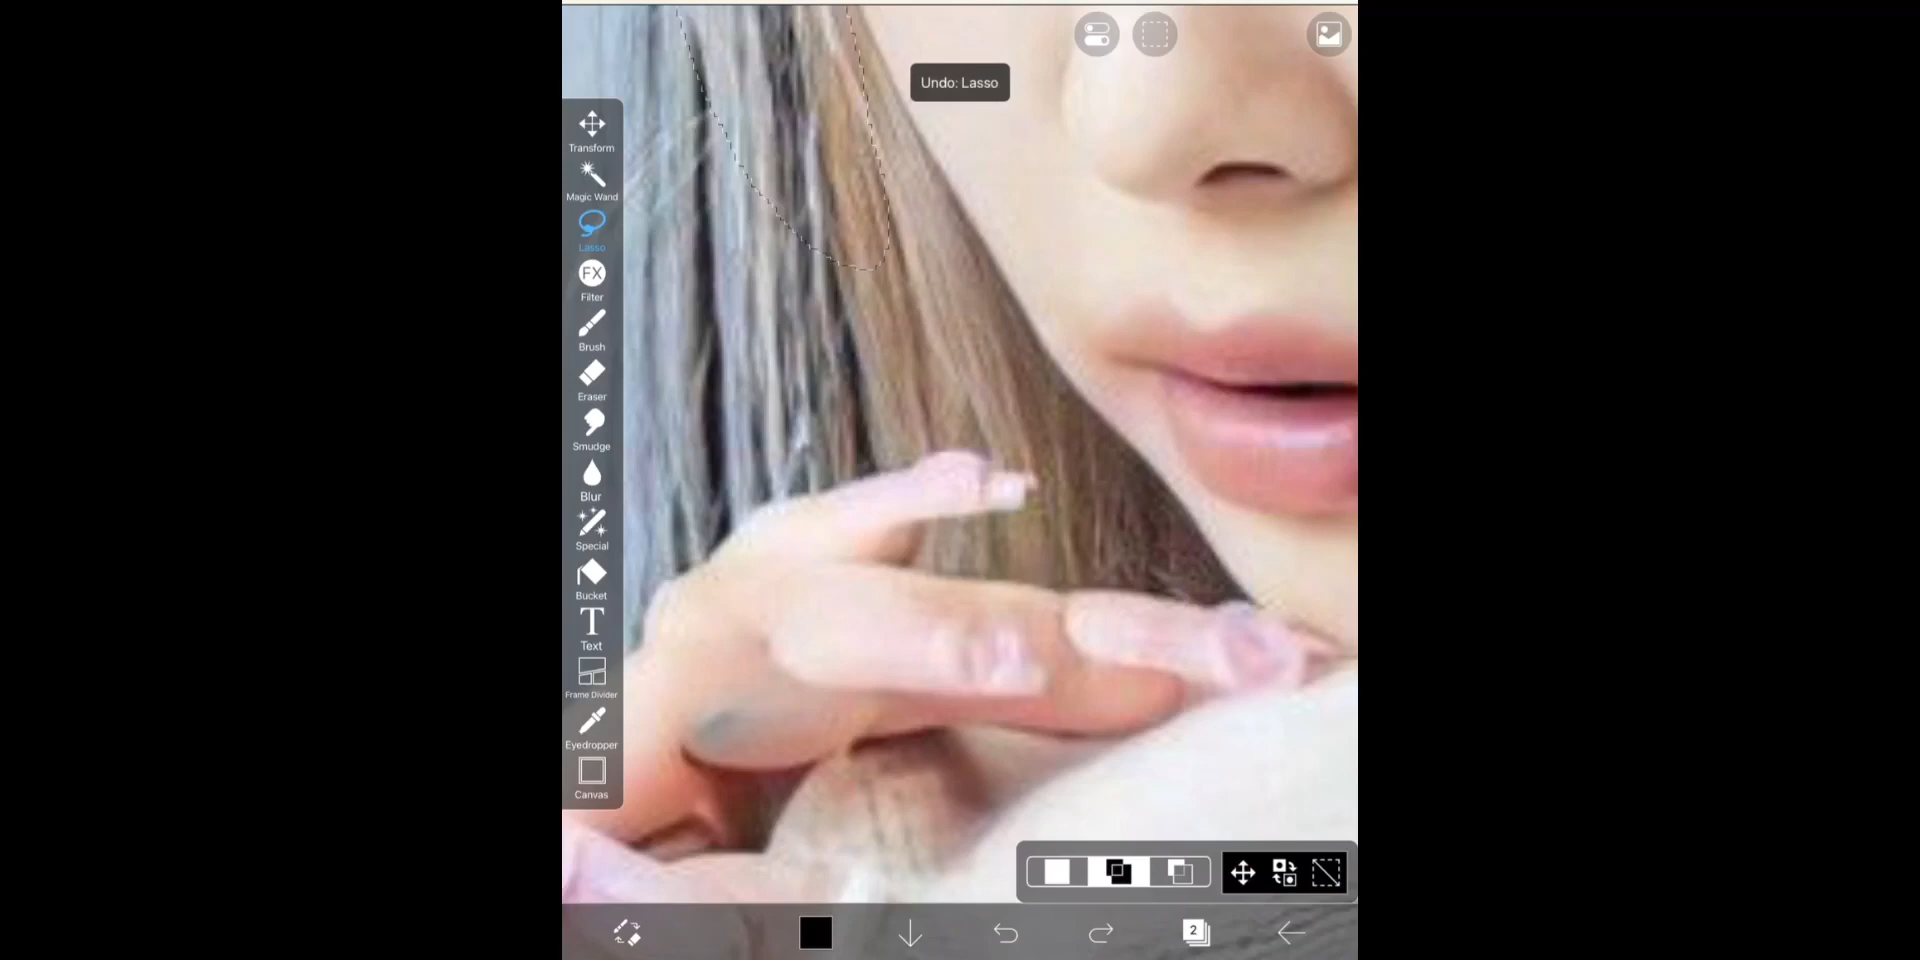 Undo: Lasso
Transform
Magic Wand
Lasso
FX
Filter
Brush
Eraser
Smudge
Blur
Special
Bucket
T
Text
Frame Divider
Eyedropper
Canvas
2